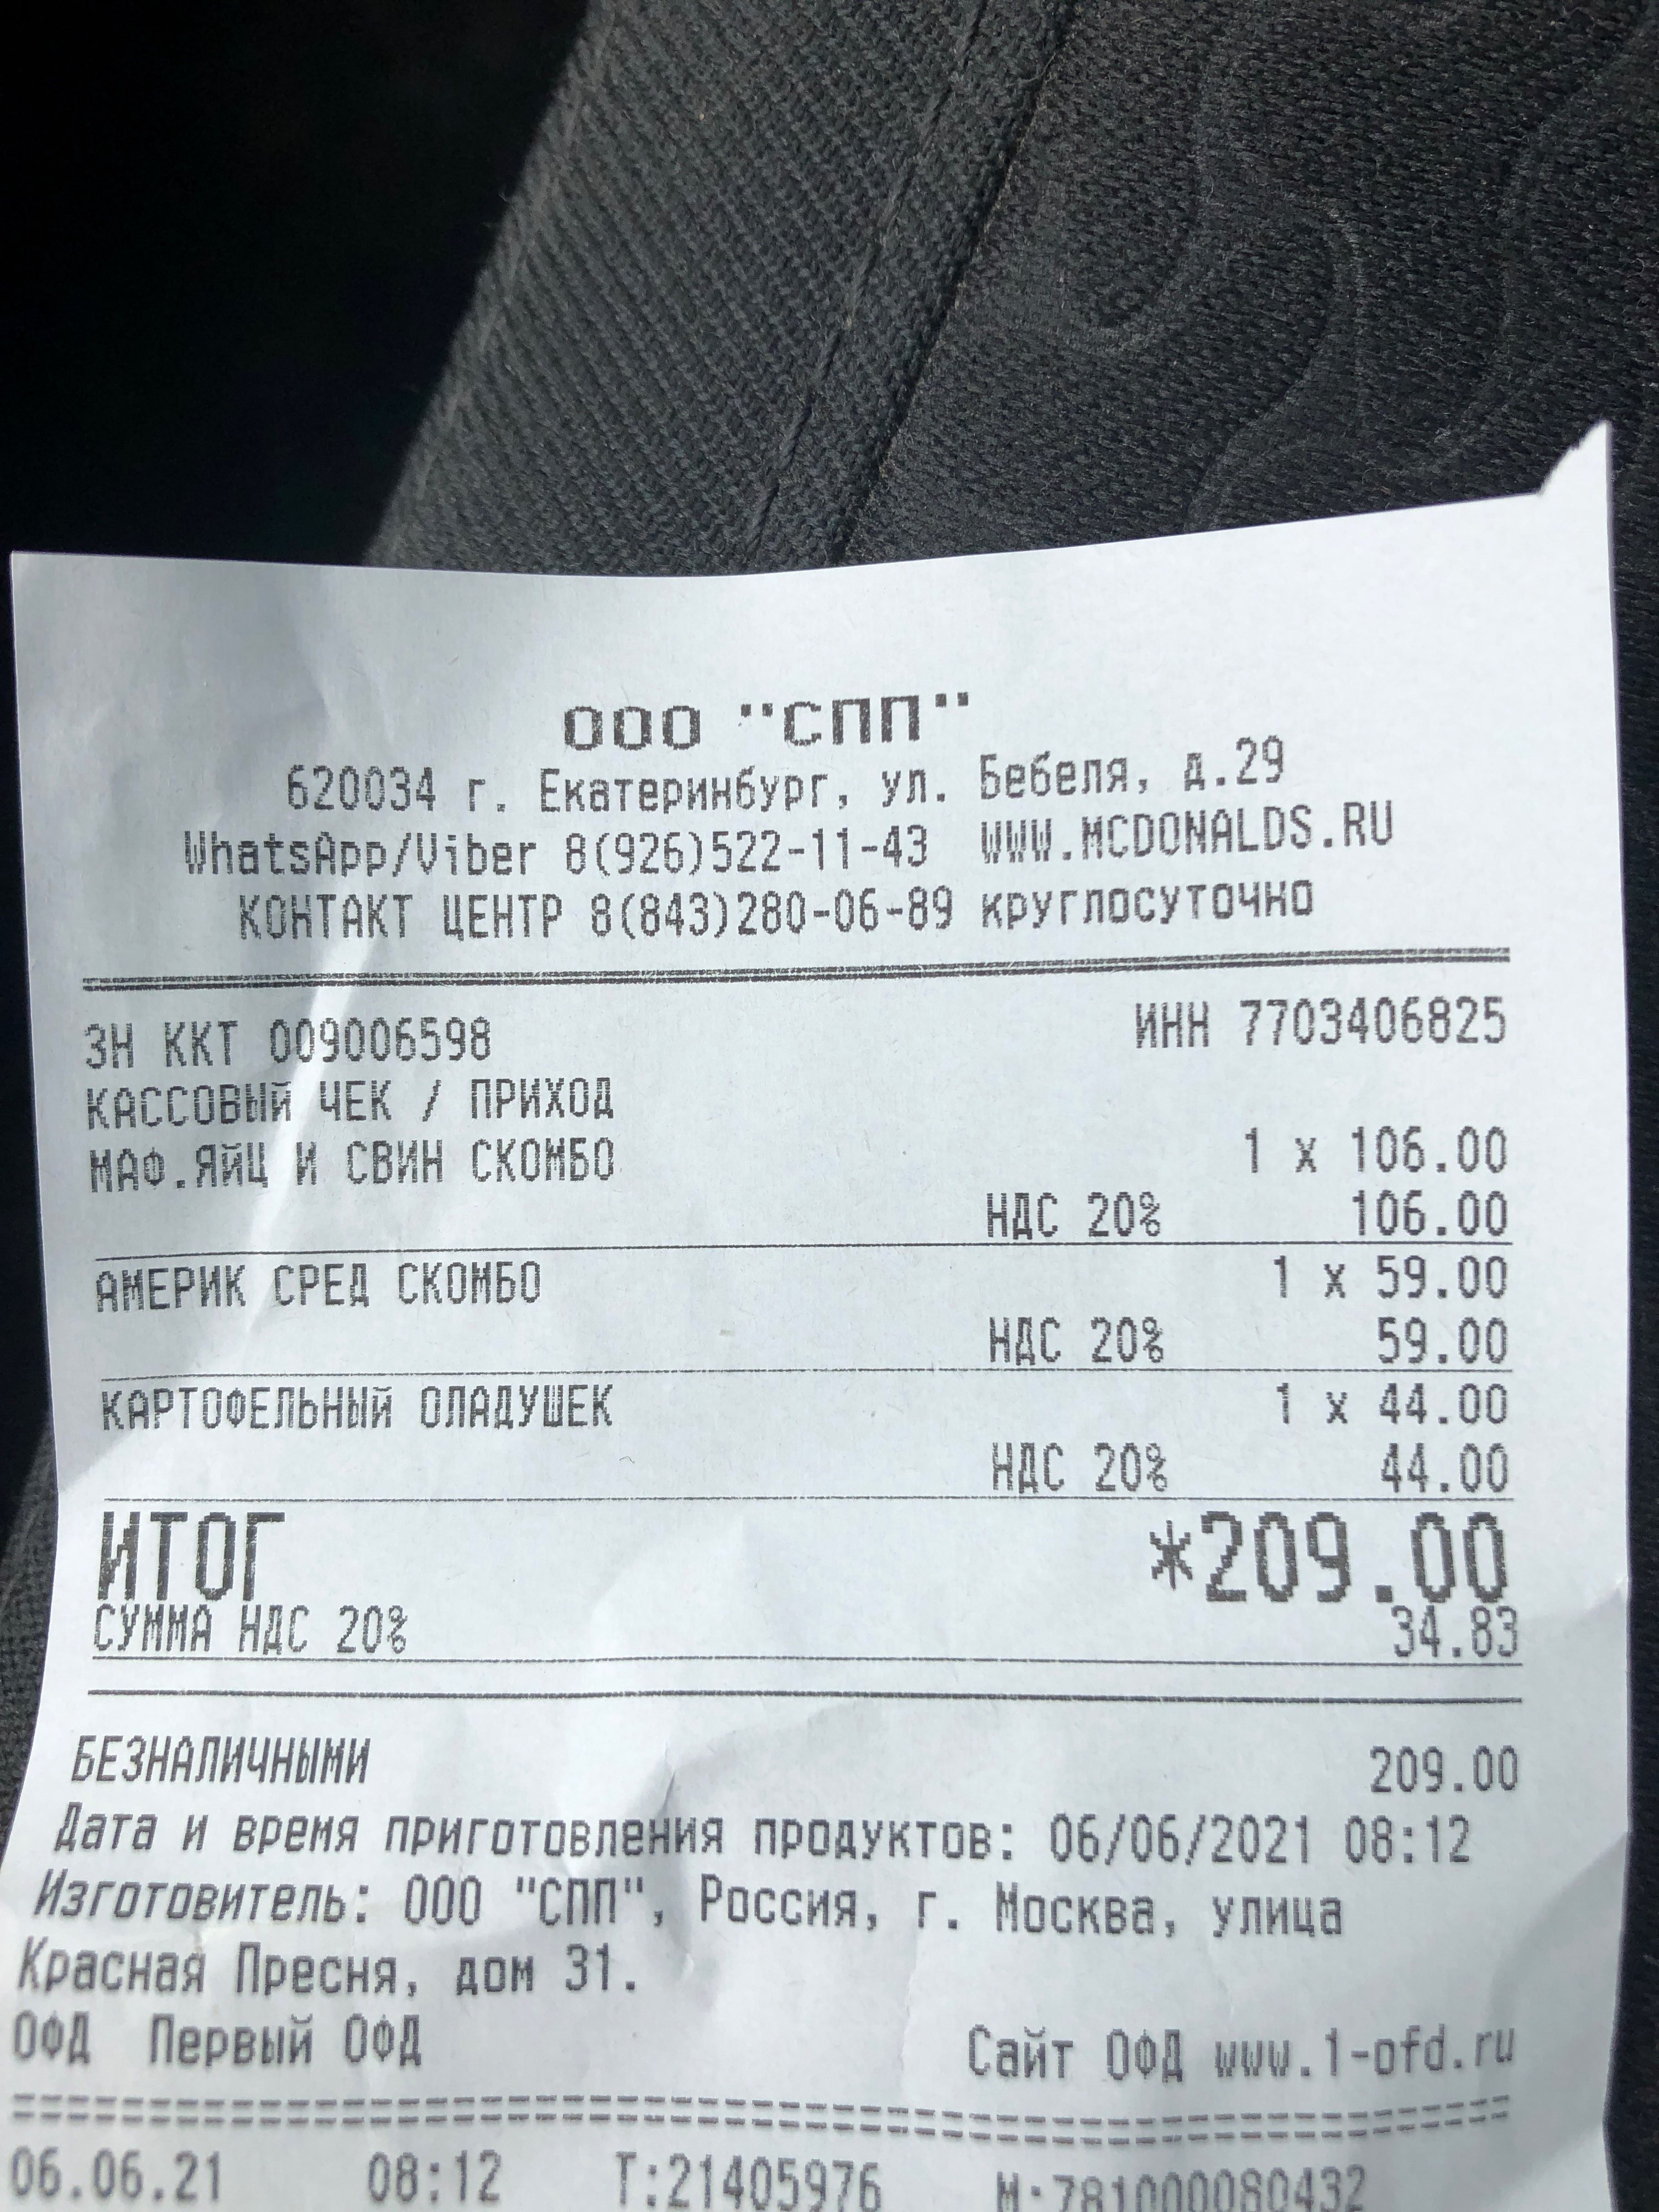 ООО "СПП"
620034 г. Екатеринбург, ул. Бебеля, д.29
WhatsApp/Viber 8(926)522-11-43 WWW.MCDONALDS.RU
КОНТАКТ ЦЕНТР 8(843)280-06-89 круглосуточно
ЗН ККТ 009006598 ИНН 7703406825
КАССОВЫЙ ЧЕК / ПРИХОД
МАФ.ЯЙЦ И СВИН СКОМБО 1 x 106.00
НДС 20% 106.00
АМЕРИК СРЕД СКОМБО 1 x 59.00
НДС 20% 59.00
КАРТОФЕЛЬНЫЙ ОЛАДУШЕК 1 x 44.00
НДС 20% 44.00
ИТОГ *209.00
СУММА НДС 20% 34.83
БЕЗНАЛИЧНЫМИ 209.00
Дата и время приготовления продуктов: 06/06/2021 08:12
Изготовитель: ООО "СПП", Россия, г. Москва, улица
Красная Пресня, дом 31.
ОФД Первый ОФД Сайт ОФД www.1-ofd.ru
06.06.21 08:12 T:21405976 M:781000080432